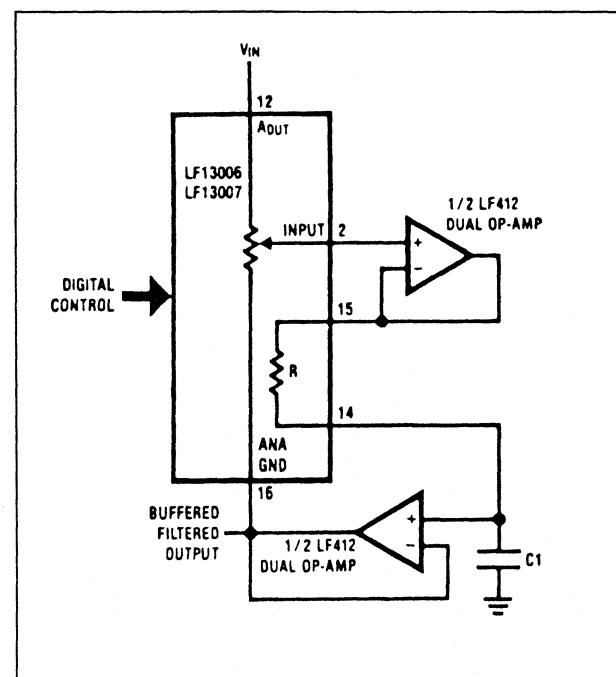 VIN
12
AOUT
LF13006
LF13007
INPUT
2
1/2 LF412
DUAL OP-AMP
+
−
DIGITAL
CONTROL
15
R
14
ANA
GND
16
BUFFERED
FILTERED
OUTPUT
1/2 LF412
DUAL OP-AMP
+
−
C1